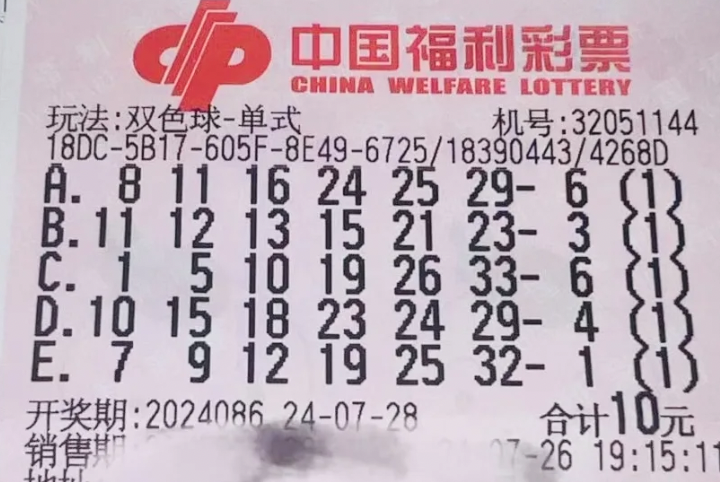 中国福利彩票
CHINA WELFARE LOTTERY
玩法:双色球-单式 机号:32051144
18DC-5B17-605F-8E49-6725/18390443/4268D
A. 8 11 16 24 25 29- 6 (1)
B. 11 12 13 15 21 23- 3 (1)
C. 1 5 10 19 26 33- 6 (1)
D. 10 15 18 23 24 29- 4 (1)
E. 7 9 12 19 25 32- 1 (1)
开奖期:2024086 24-07-28 合计10元
销售期 07-26 19:15:11